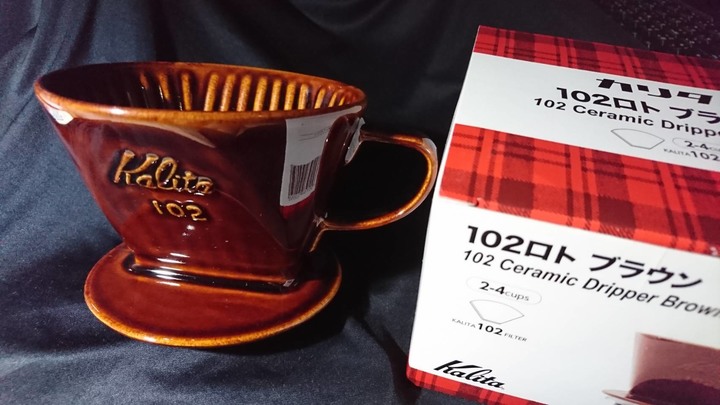 Kalita
102
カリタ
102ロト ブラ
102 Ceramic Dripp
2-4
KALITA 102
102ロト ブラウン
102 Ceramic Dripper Brown
2-4cups
KALITA 102 FILTER
Kalita